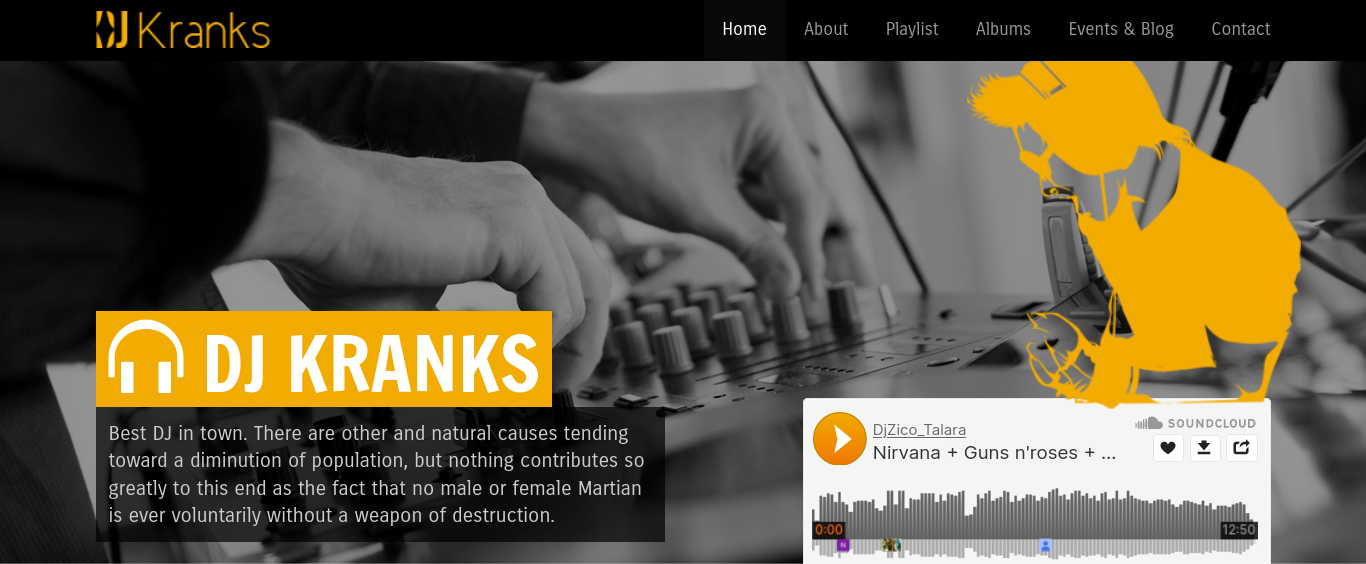 DJ Kranks
Home About Playlist Albums Events & Blog Contact
DJ KRANKS
Best DJ in town. There are other and natural causes tending
toward a diminution of population, but nothing contributes so
greatly to this end as the fact that no male or female Martian
is ever voluntarily without a weapon of destruction.
DjZico_Talara
SOUNDCLOUD
Nirvana + Guns n'roses + ...
0:00
12:50
N